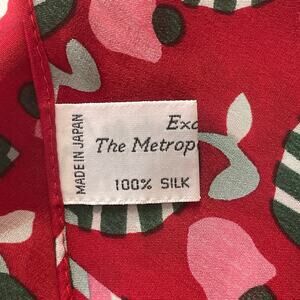 MADE IN JAPAN
Exc
The Metrop
100% SILK